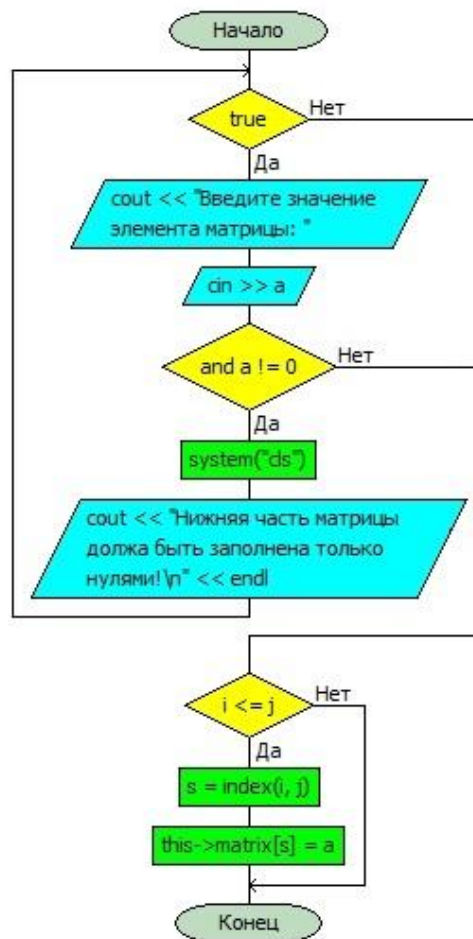 Начало
true
Нет
Да
cout << "Введите значение
элемента матрицы: "
cin >> a
and a != 0
Нет
Да
system("cls")
cout << "Нижняя часть матрицы
должа быть заполнена только
нулями!\n" << endl
i <= j
Нет
Да
s = index(i, j)
this->matrix[s] = a
Конец